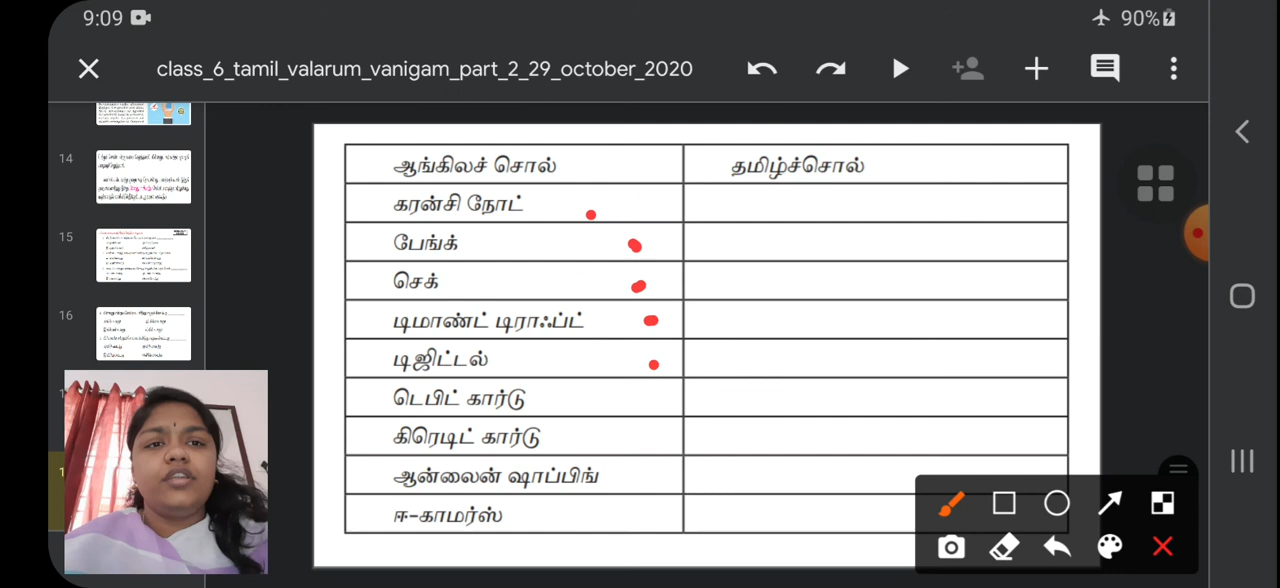 9:09
90%
class_6_tamil_valarum_vanigam_part_2_29_october_2020
14
15
16
ஆங்கிலச் சொல் தமிழ்ச்சொல்
கரன்சி நோட்
பேங்க்
செக்
டிமாண்ட் டிராஃப்ட்
டிஜிட்டல்
டெபிட் கார்டு
கிரெடிட் கார்டு
ஆன்லைன் ஷாப்பிங்
ஈ-காமர்ஸ்